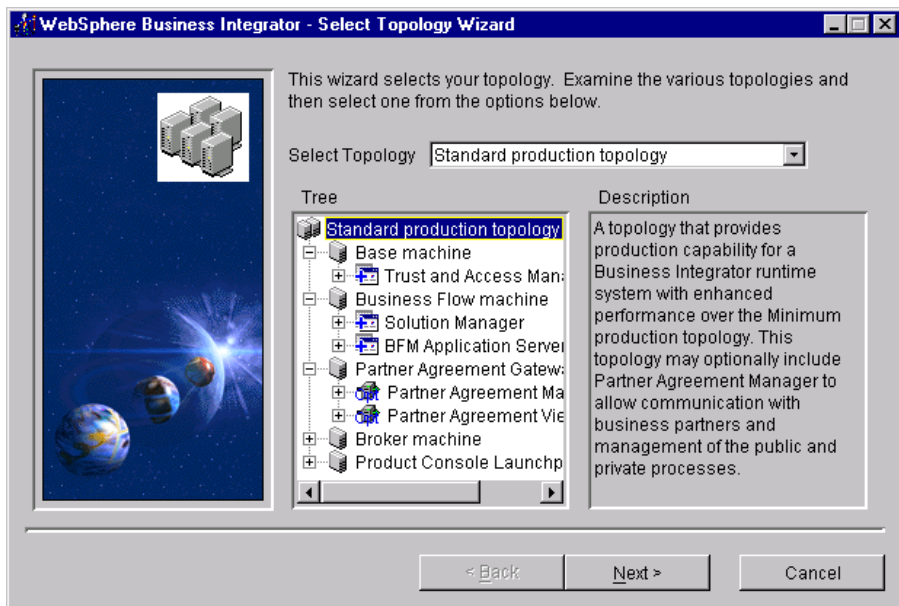 WebSphere Business Integrator - Select Topology Wizard
This wizard selects your topology. Examine the various topologies and
then select one from the options below.
Select Topology
Standard production topology
Tree
Standard production topology
Base machine
Trust and Access Mana
Business Flow machine
Solution Manager
BFM Application Server
Partner Agreement Gatewa
Partner Agreement Ma
Partner Agreement Vie
Broker machine
Product Console Launchp
Description
A topology that provides
production capability for a
Business Integrator runtime
system with enhanced
performance over the Minimum
production topology. This
topology may optionally include
Partner Agreement Manager to
allow communication with
business partners and
management of the public and
private processes.
< Back
Next >
Cancel